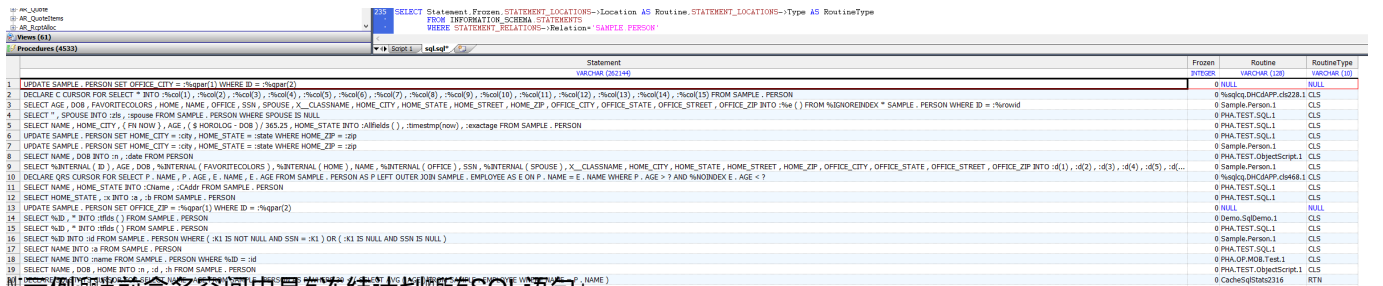 AR_Quote
AR_QuoteItems
AR_RcptAlloc
Views (61)
Procedures (4533)
235 SELECT Statement,Frozen,STATEMENT_LOCATIONS->Location AS Routine,STATEMENT_LOCATIONS->Type AS RoutineType
FROM INFORMATION_SCHEMA.STATEMENTS
WHERE STATEMENT_RELATIONS->Relation='SAMPLE.PERSON'
Script 1 sql.sql*
Statement Frozen Routine RoutineType
VARCHAR (262144) INTEGER VARCHAR (128) VARCHAR (10)
1 UPDATE SAMPLE . PERSON SET OFFICE_CITY = :%qpar(1) WHERE ID = :%qpar(2) 0 NULL NULL
2 DECLARE C CURSOR FOR SELECT * INTO :%col(1) , :%col(2) , :%col(3) , :%col(4) , :%col(5) , :%col(6) , :%col(7) , :%col(8) , :%col(9) , :%col(10) , :%col(11) , :%col(12) , :%col(13) , :%col(14) , :%col(15) FROM SAMPLE . PERSON 0 %sqlcq.DHCdAPP.cls228.1 CLS
3 SELECT AGE , DOB , FAVORITECOLORS , HOME , NAME , OFFICE , SSN , SPOUSE , X__CLASSNAME , HOME_CITY , HOME_STATE , HOME_STREET , HOME_ZIP , OFFICE_CITY , OFFICE_STATE , OFFICE_STREET , OFFICE_ZIP INTO :%e ( ) FROM %IGNOREINDEX * SAMPLE . PERSON WHERE ID = :%rowid 0 Sample.Person.1 CLS
4 SELECT '' , SPOUSE INTO :zls , :spouse FROM SAMPLE . PERSON WHERE SPOUSE IS NULL 0 PHA.TEST.SQL.1 CLS
5 SELECT NAME , HOME_CITY , { FN NOW } , AGE , ( $ HOROLOG - DOB ) / 365.25 , HOME_STATE INTO :Allfields ( ) , :timestmp(now) , :exactage FROM SAMPLE . PERSON 0 PHA.TEST.SQL.1 CLS
6 UPDATE SAMPLE . PERSON SET HOME_CITY = :city , HOME_STATE = :state WHERE HOME_ZIP = :zip 0 PHA.TEST.SQL.1 CLS
7 UPDATE SAMPLE . PERSON SET HOME_CITY = :city , HOME_STATE = :state WHERE HOME_ZIP = :zip 0 Sample.Person.1 CLS
8 SELECT NAME , DOB INTO :n , :date FROM SAMPLE . PERSON 0 PHA.TEST.ObjectScript.1 CLS
9 SELECT %INTERNAL ( ID ) , AGE , DOB , %INTERNAL ( FAVORITECOLORS ) , %INTERNAL ( HOME ) , NAME , %INTERNAL ( OFFICE ) , SSN , %INTERNAL ( SPOUSE ) , X__CLASSNAME , HOME_CITY , HOME_STATE , HOME_STREET , HOME_ZIP , OFFICE_CITY , OFFICE_STATE , OFFICE_STREET , OFFICE_ZIP INTO :d(1) , :d(2) , :d(3) , :d(4) , :d(5) , :d(... 0 Sample.Person.1 CLS
10 DECLARE QRS CURSOR FOR SELECT P . NAME , P . AGE , E . NAME , E . AGE FROM SAMPLE . PERSON AS P LEFT OUTER JOIN SAMPLE . EMPLOYEE AS E ON P . NAME = E . NAME WHERE P . AGE > ? AND %NOINDEX E . AGE < ? 0 %sqlcq.DHCdAPP.cls468.1 CLS
11 SELECT NAME , HOME_STATE INTO :CName , :CAddr FROM SAMPLE . PERSON 0 PHA.TEST.SQL.1 CLS
12 SELECT HOME_STATE , :x INTO :a , :b FROM SAMPLE . PERSON 0 PHA.TEST.SQL.1 CLS
13 UPDATE SAMPLE . PERSON SET OFFICE_ZIP = :%qpar(1) WHERE ID = :%qpar(2) 0 NULL NULL
14 SELECT %ID , * INTO :tflds ( ) FROM SAMPLE . PERSON 0 Demo.SqlDemo.1 CLS
15 SELECT %ID , * INTO :tflds ( ) FROM SAMPLE . PERSON 0 PHA.TEST.SQL.1 CLS
16 SELECT %ID INTO :id FROM SAMPLE . PERSON WHERE ( :K1 IS NOT NULL AND SSN = :K1 ) OR ( :K1 IS NULL AND SSN IS NULL ) 0 Sample.Person.1 CLS
17 SELECT NAME INTO :a FROM SAMPLE . PERSON 0 PHA.TEST.SQL.1 CLS
18 SELECT NAME INTO :name FROM SAMPLE . PERSON WHERE %ID = :id 0 PHA.OP.MOB.Test.1 CLS
19 SELECT NAME , DOB , HOME INTO :n , :d , :h FROM SAMPLE . PERSON 0 PHA.TEST.ObjectScript.1 CLS
0 CacheSqlStats2316 RTN